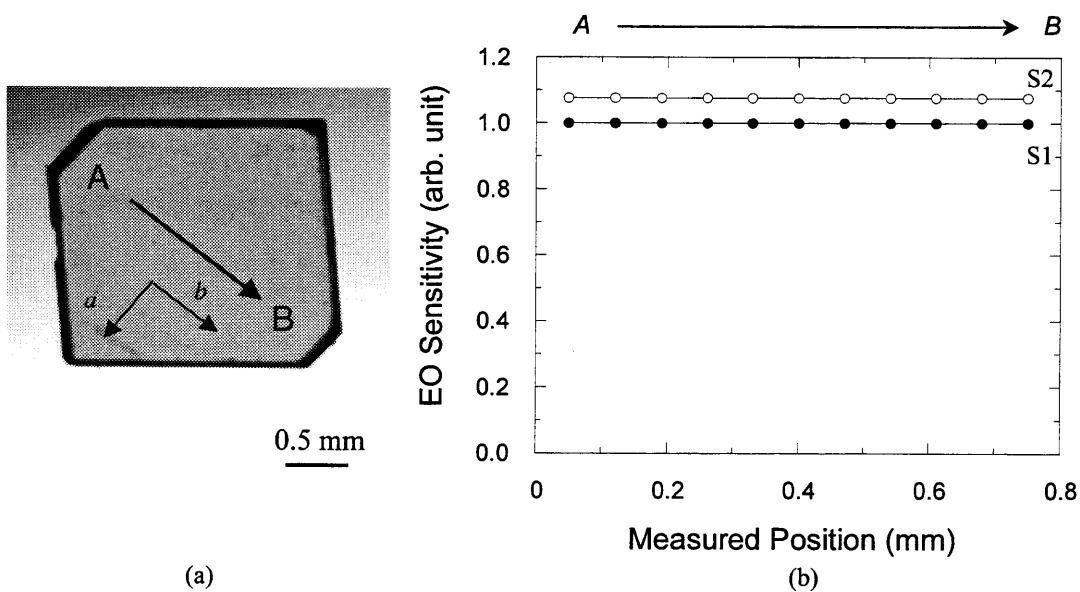 A
a
b
B
0.5 mm
(a)
A B
1.2
1.0
0.8
0.6
0.4
0.2
0.0
S2
S1
EO Sensitivity (arb. unit)
0 0.2 0.4 0.6 0.8
Measured Position (mm)
(b)